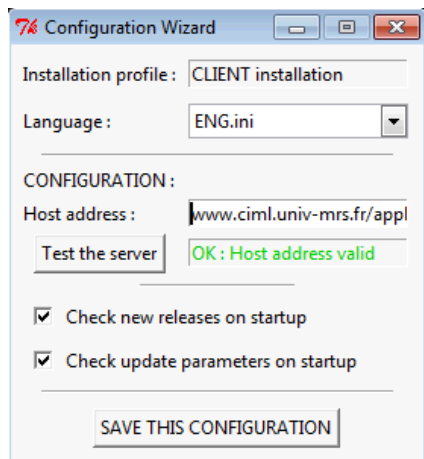 Configuration Wizard
Installation profile : CLIENT installation
Language : ENG.ini
CONFIGURATION :
Host address : www.ciml.univ-mrs.fr/appl
Test the server OK : Host address valid
Check new releases on startup
Check update parameters on startup
SAVE THIS CONFIGURATION